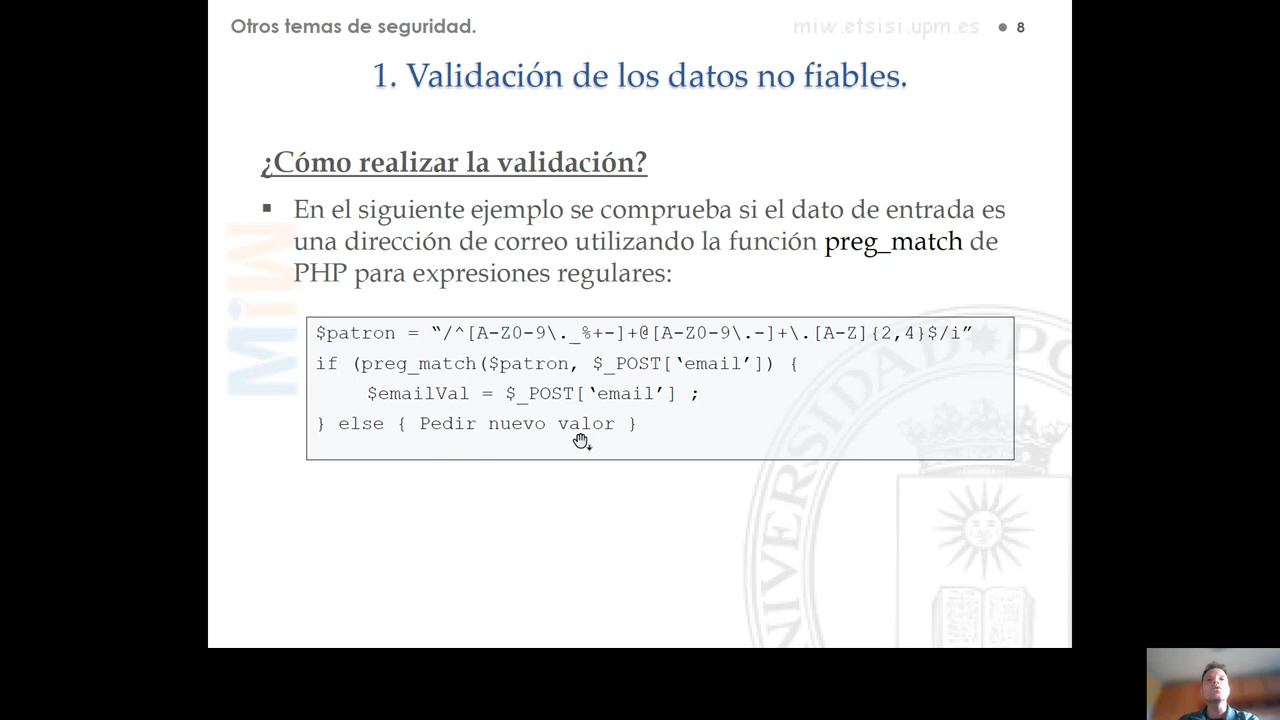 Otros temas de seguridad.
miw.etsisi.upm.es
8
1. Validación de los datos no fiables.
¿Cómo realizar la validación?
▪ En el siguiente ejemplo se comprueba si el dato de entrada es
una dirección de correo utilizando la función preg_match de
PHP para expresiones regulares:
$patron = “/^[A-Z0-9\._%+-]+@[A-Z0-9\.-]+\.[A-Z]{2,4}$/i”
if (preg_match($patron, $_POST[‘email’]) {
$emailVal = $_POST[‘email’] ;
} else { Pedir nuevo valor }
MiW
UNIVERSIDAD PO